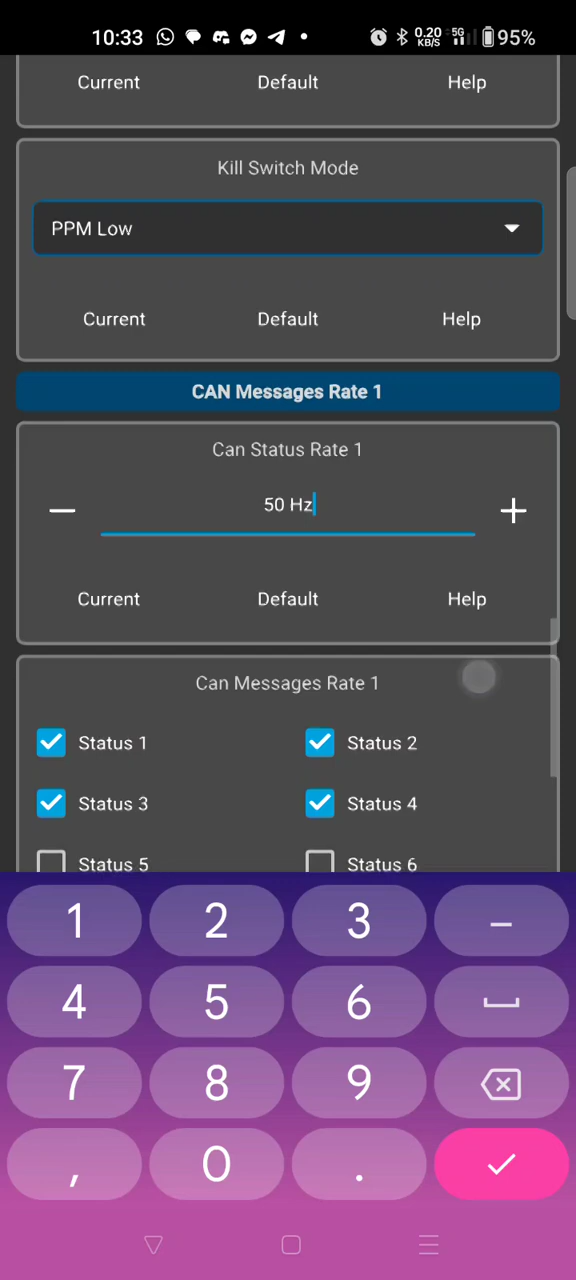 10:33 0.20 KB/S 5G 95%
Current Default Help
Kill Switch Mode
PPM Low
Current Default Help
CAN Messages Rate 1
Can Status Rate 1
50 Hz
Current Default Help
Can Messages Rate 1
Status 1 Status 2
Status 3 Status 4
Status 5 Status 6
1 2 3 –
4 5 6
7 8 9
, 0 .